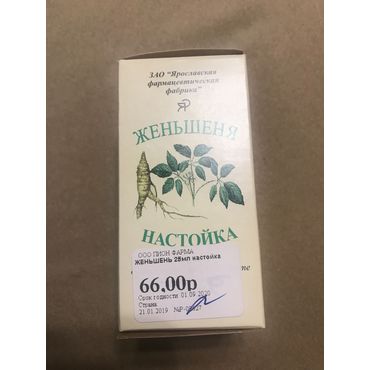 ЗАО "Ярославская
фармацевтическая
фабрика"
ЖЕНЬШЕНЯ
НАСТОЙКА
ООО ПИОН ФАРМА
ЖЕНЬШЕНЬ 25мл настойка
66,00р
Срок годности 01.09.2020
Страна
21.01.2019